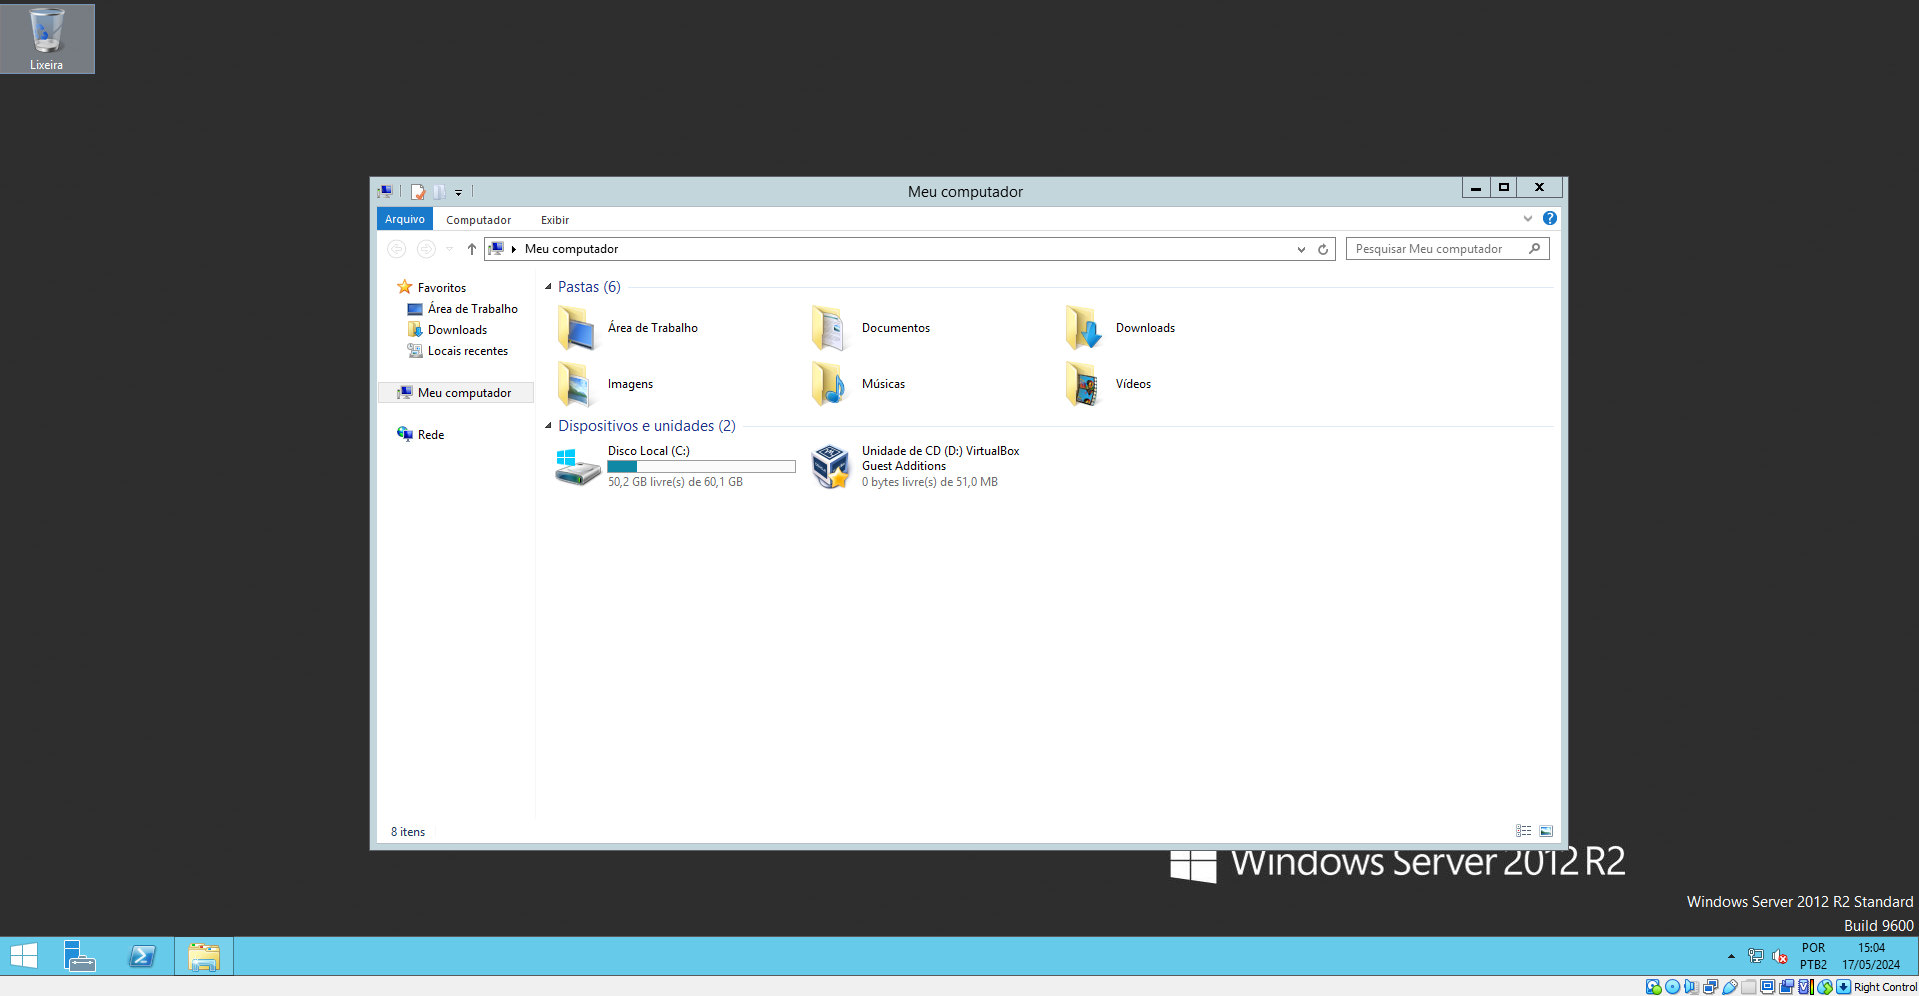 Lixeira
Meu computador
Arquivo
Computador
Exibir
Meu computador
Pesquisar Meu computador
Favoritos
Área de Trabalho
Downloads
Locais recentes
Meu computador
Rede
Pastas (6)
Área de Trabalho
Documentos
Downloads
Imagens
Músicas
Vídeos
Dispositivos e unidades (2)
Disco Local (C:)
50,2 GB livre(s) de 60,1 GB
Unidade de CD (D:) VirtualBox
Guest Additions
0 bytes livre(s) de 51,0 MB
8 itens
Windows Server 2012 R2
Windows Server 2012 R2 Standard
Build 9600
POR
PTB2
15:04
17/05/2024
Right Control